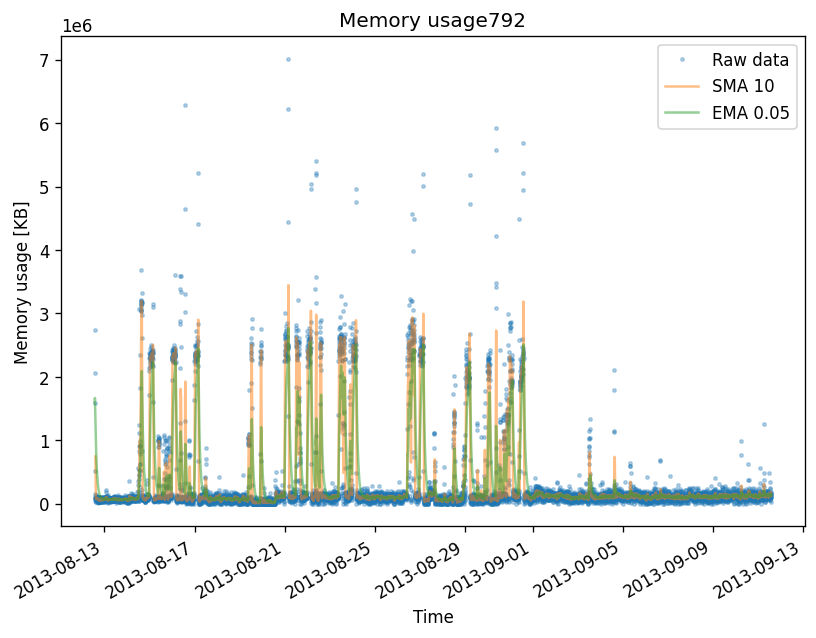 Memory usage792
1e6
Raw data
SMA 10
EMA 0.05
7
6
5
4
3
2
1
0
Memory usage [KB]
2013-08-13
2013-08-17
2013-08-21
2013-08-25
2013-08-29
2013-09-01
2013-09-05
2013-09-09
2013-09-13
Time